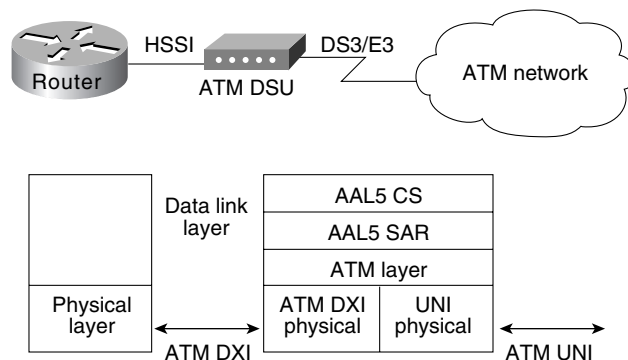 HSSI
DS3/E3
Router
ATM DSU
ATM network
Data link
layer
AAL5 CS
AAL5 SAR
ATM layer
Physical
layer
ATM DXI
physical
UNI
physical
ATM DXI
ATM UNI